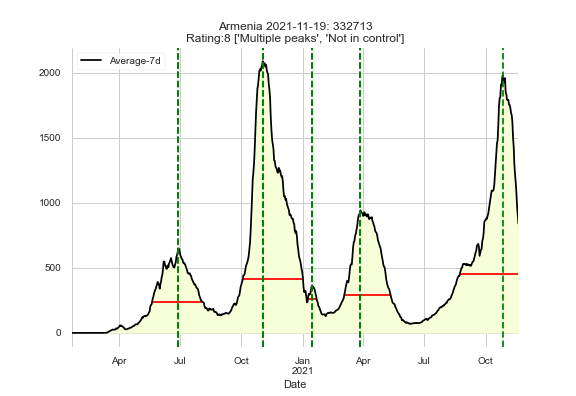 Armenia 2021-11-19: 332713
Rating:8 ['Multiple peaks', 'Not in control']
Average-7d
2000
1500
1000
500
0
Apr
Jul
Oct
Jan
2021
Apr
Jul
Oct
Date